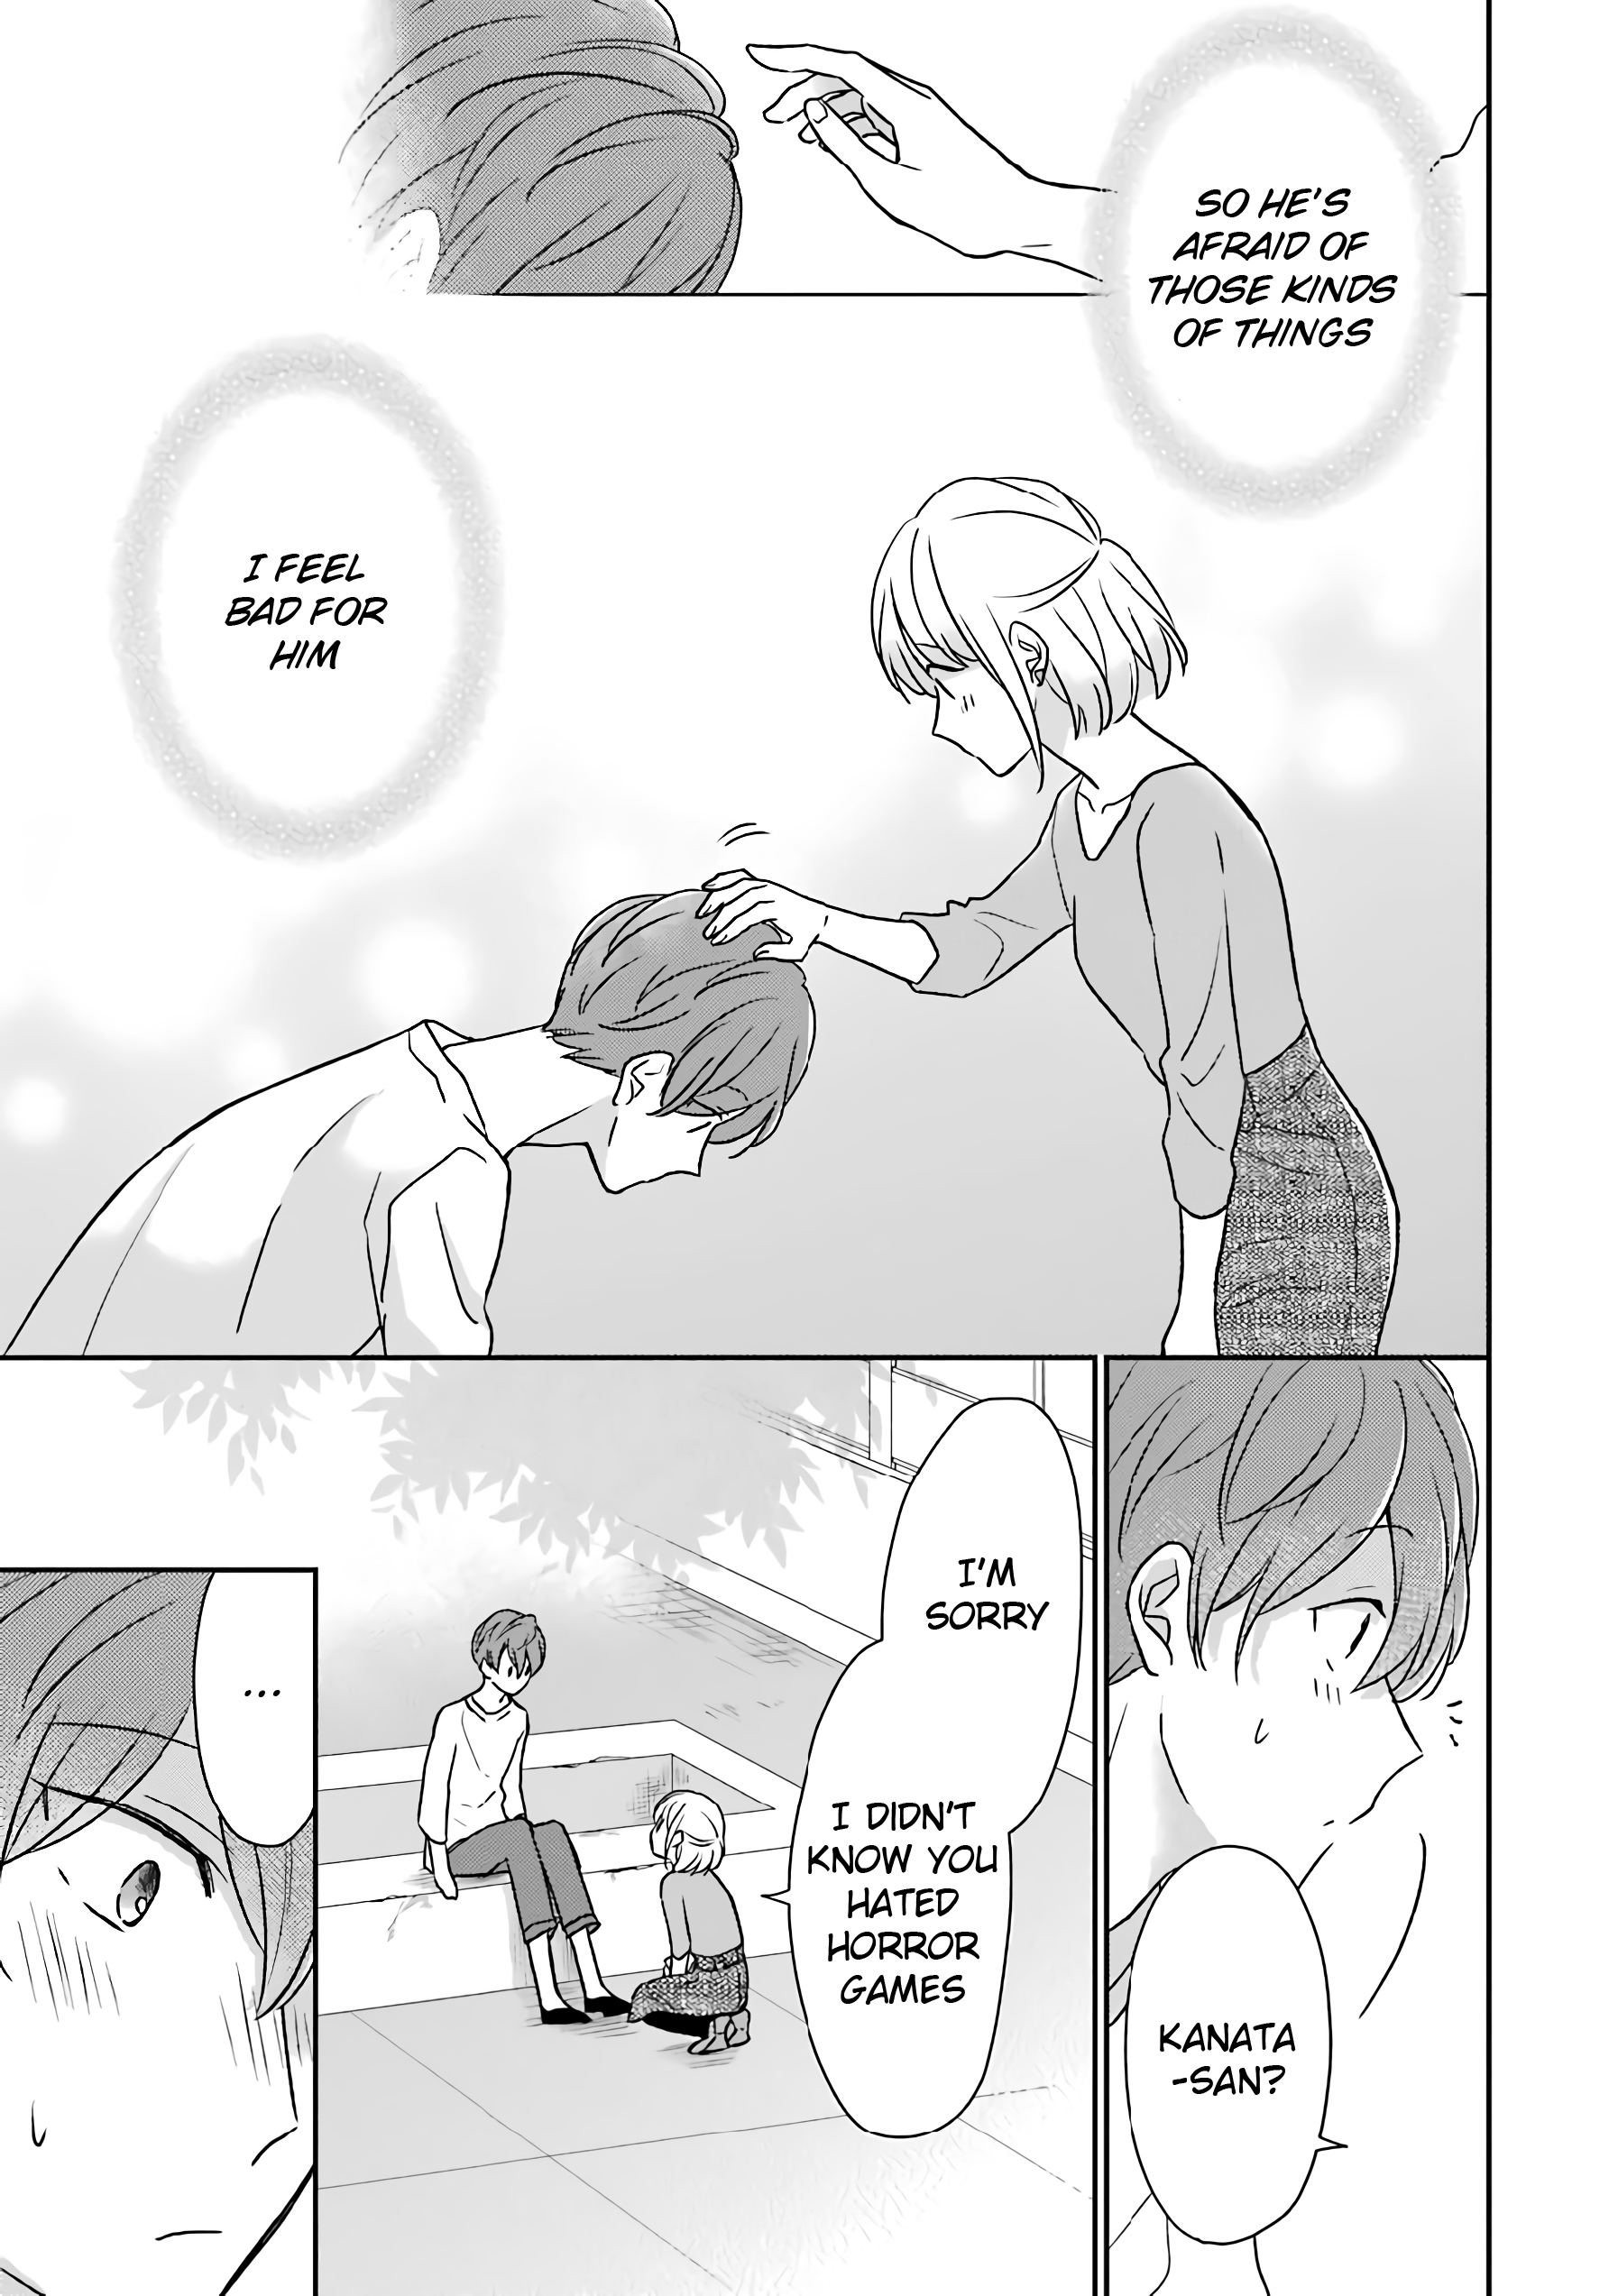 SO HE'S
AFRAID OF
THOSE KINDS
OF THINGS
I FEEL
BAD FOR
HIM
KANATA
-SAN?
I'M
SORRY
I DIDN'T
KNOW YOU
HATED
HORROR
GAMES
...